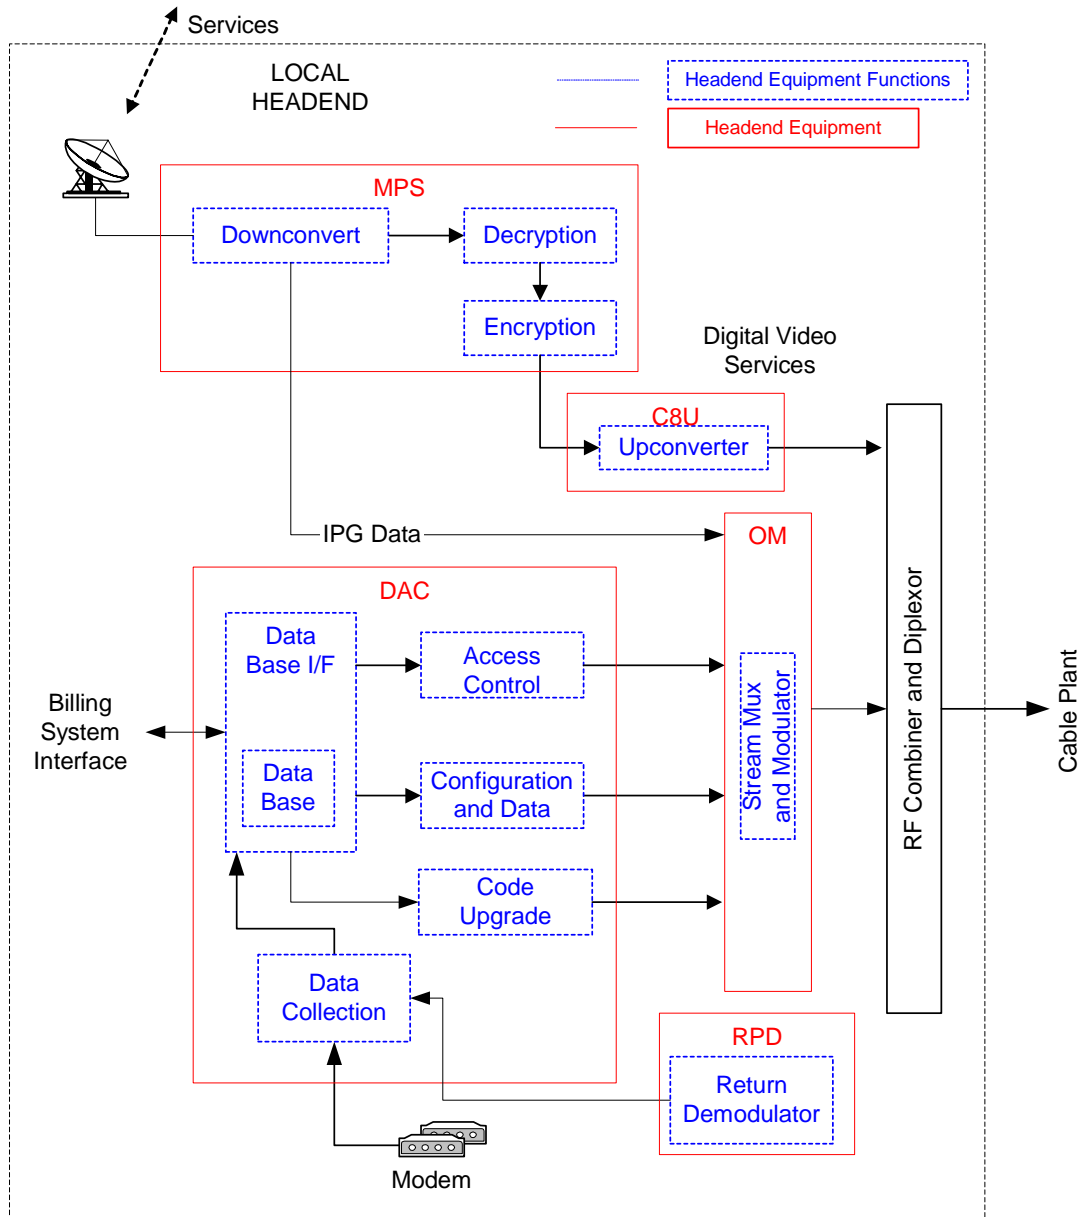 Services
LOCAL
HEADEND
Headend Equipment Functions
Headend Equipment
MPS
Downconvert
Decryption
Encryption
Digital Video
Services
C8U
Upconverter
IPG Data
OM
DAC
Data
Base I/F
Access
Control
Billing
System
Interface
Data
Base
Configuration
and Data
Stream Mux
and Modulator
RF Combiner and Diplexor
Cable Plant
Code
Upgrade
Data
Collection
RPD
Return
Demodulator
Modem